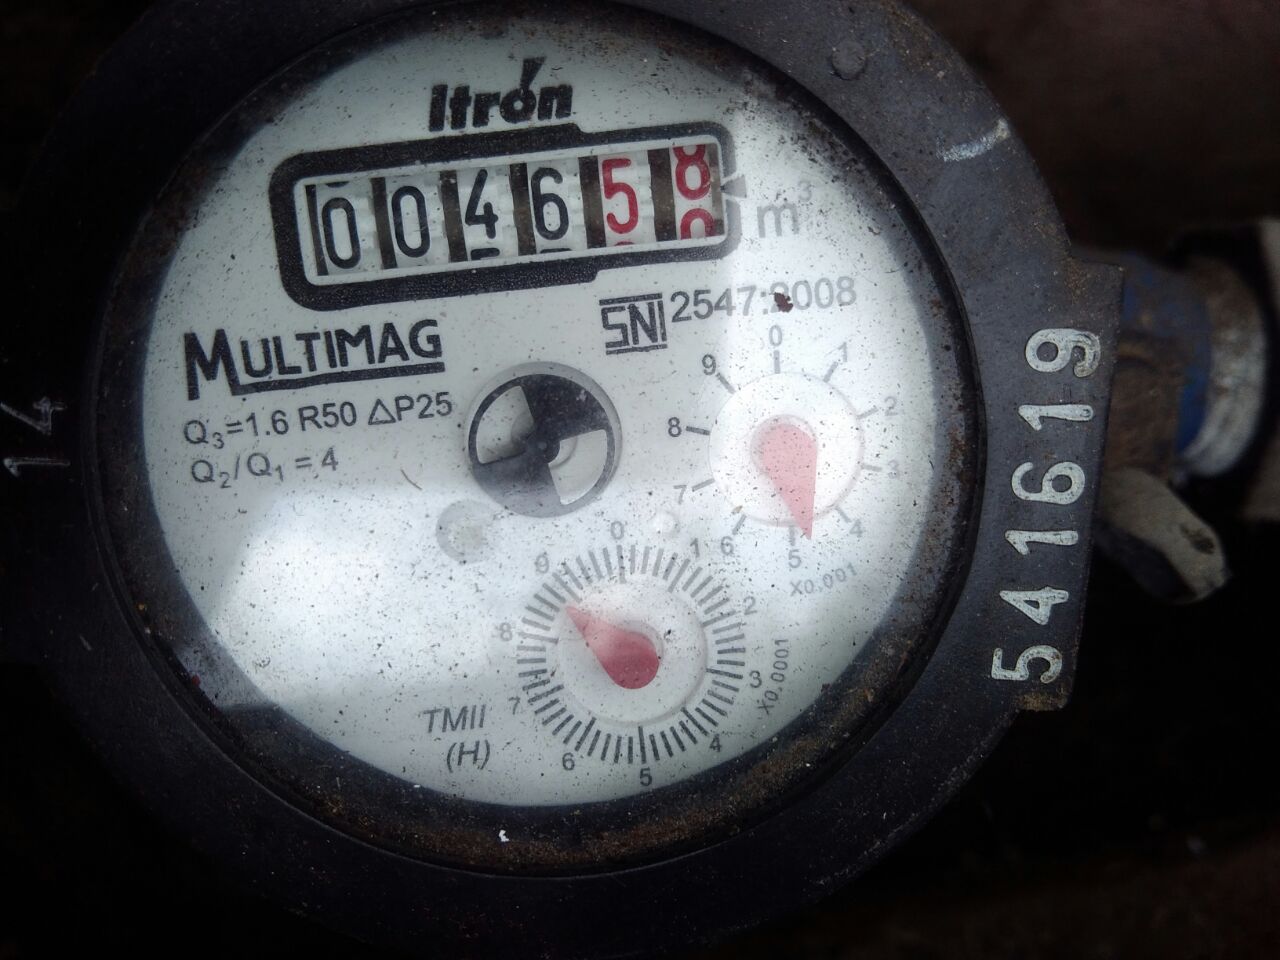 Itrón
004658
m³
MULTIMAG
SNI 2547:2008
Q₃=1.6 R50 △P25
Q₂/Q₁ = 4
0 1 2 3 4 5 6 7 8 9
X0.001
0 1 2 3 4 5 6 7 8 9
X0.0001
TMII
(H)
14
541619